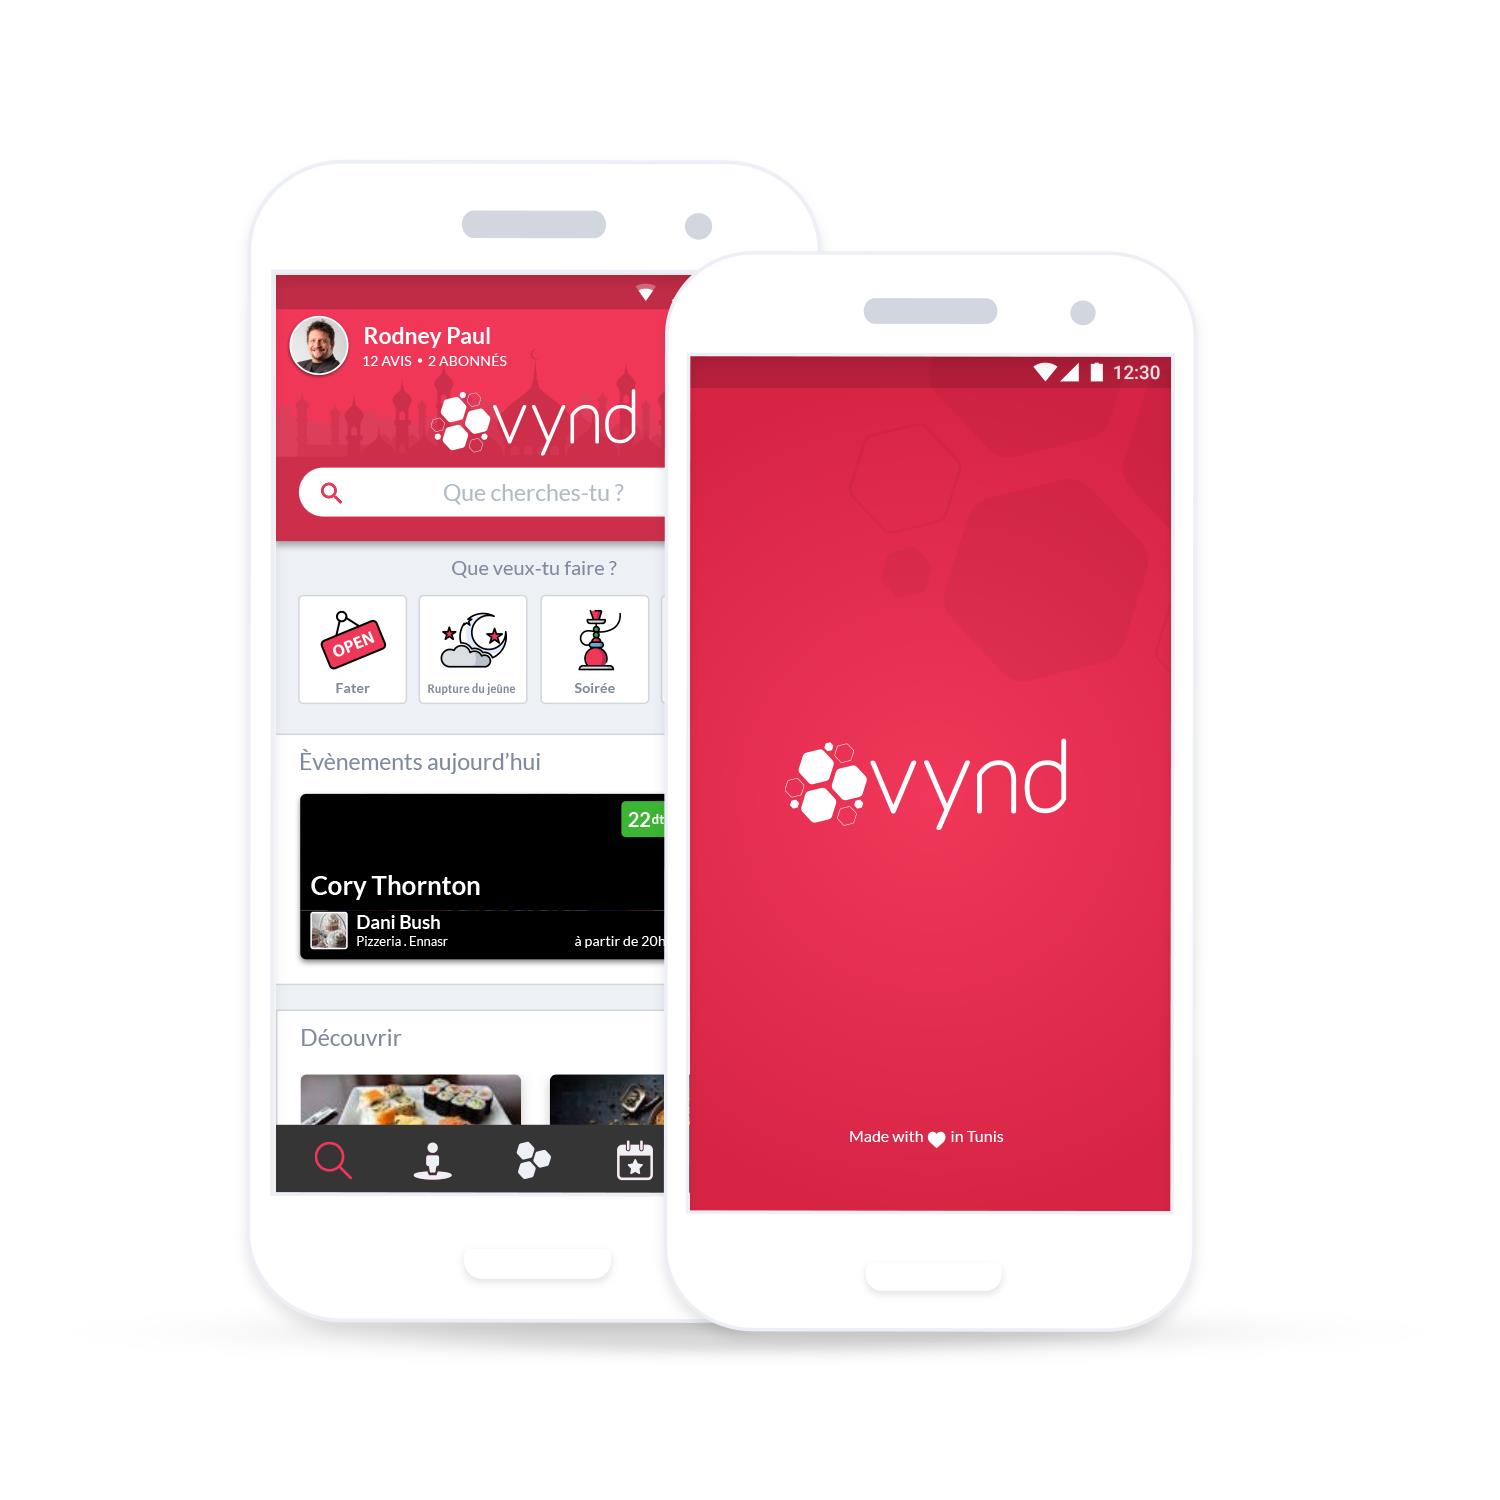 Rodney Paul
12 AVIS • 2 ABONNÉS
vynd
Que cherches-tu ?
Que veux-tu faire ?
OPEN
Fater
Rupture du jeûne
Soirée
Èvènements aujourd’hui
22dt
Cory Thornton
Dani Bush
Pizzeria . Ennasr
à partir de 20h
Découvrir
12:30
vynd
Made with in Tunis